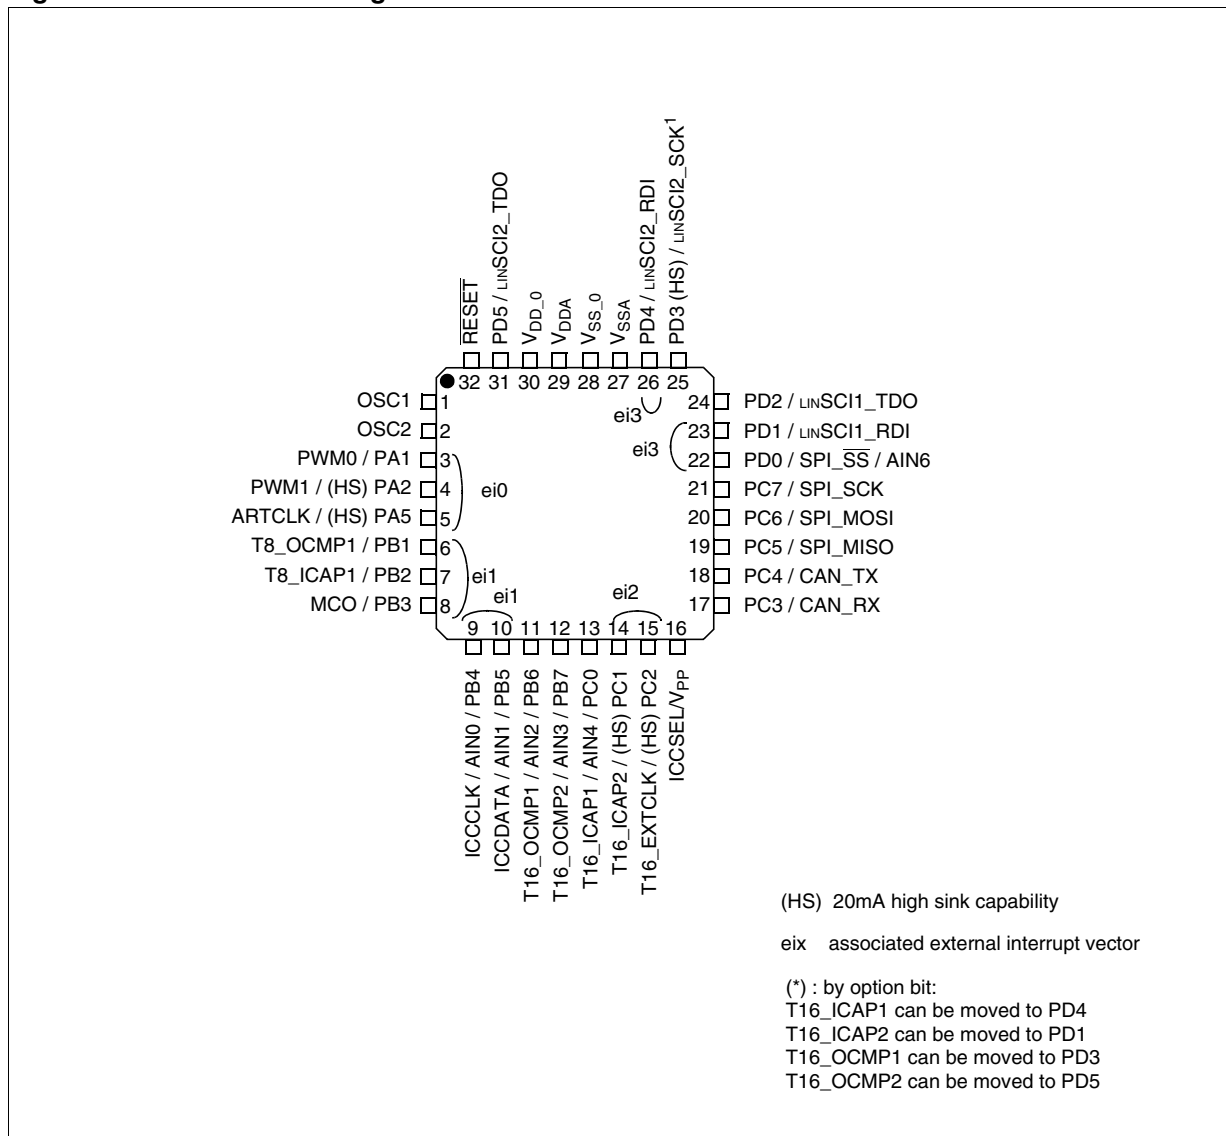 RESET
PD5 / LINSCI2_TDO
VDD_0
VDDA
VSS_0
VSSA
PD4 / LINSCI2_RDI
PD3 (HS) / LINSCI2_SCK1
32 31 30 29 28 27 26 25
ei3
OSC1 1
OSC2 2
PWM0 / PA1 3
PWM1 / (HS) PA2 4
ARTCLK / (HS) PA5 5
T8_OCMP1 / PB1 6
T8_ICAP1 / PB2 7
MCO / PB3 8
ei0
ei1
ei1
ei2
ei3
24 PD2 / LINSCI1_TDO
23 PD1 / LINSCI1_RDI
22 PD0 / SPI_SS / AIN6
21 PC7 / SPI_SCK
20 PC6 / SPI_MOSI
19 PC5 / SPI_MISO
18 PC4 / CAN_TX
17 PC3 / CAN_RX
9 10 11 12 13 14 15 16
ICCCLK / AIN0 / PB4
ICCDATA / AIN1 / PB5
T16_OCMP1 / AIN2 / PB6
T16_OCMP2 / AIN3 / PB7
T16_ICAP1 / AIN4 / PC0
T16_ICAP2 / (HS) PC1
T16_EXTCLK / (HS) PC2
ICCSEL/VPP
(HS) 20mA high sink capability
eix associated external interrupt vector
(*) : by option bit:
T16_ICAP1 can be moved to PD4
T16_ICAP2 can be moved to PD1
T16_OCMP1 can be moved to PD3
T16_OCMP2 can be moved to PD5